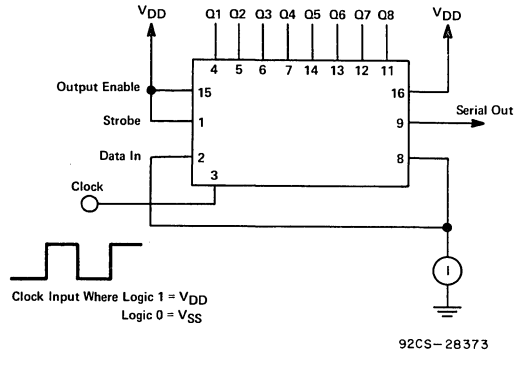 VDD Q1 Q2 Q3 Q4 Q5 Q6 Q7 Q8 VDD
4 5 6 7 14 13 12 11
Output Enable 15 16
Strobe 1 9 Serial Out
Data In 2 8
3
Clock
I
Clock Input Where Logic 1 = VDD
Logic 0 = VSS
92CS-28373